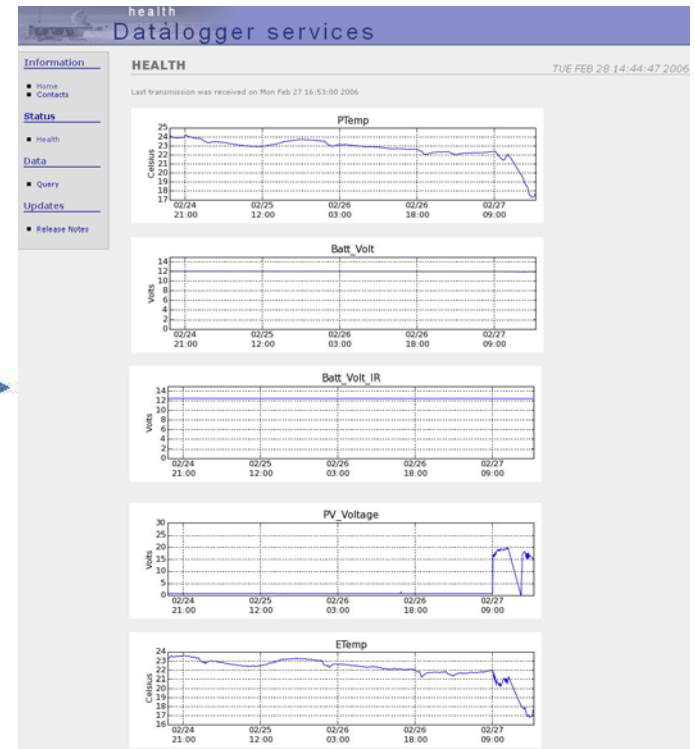 health
Datálogger services
Information
Home
Contacts
Status
Health
Data
Query
Updates
Release Notes
HEALTH
TUE FEB 28 14:44:47 2006
Last transmission was received on Mon Feb 27 16:53:00 2006
PTemp
25
24
23
22
21
20
19
18
17
Celsius
02/24 02/25 02/26 02/26 02/27
21:00 12:00 03:00 18:00 09:00
Batt_Volt
14
12
10
8
6
4
2
0
Volts
02/24 02/25 02/26 02/26 02/27
21:00 12:00 03:00 18:00 09:00
Batt_Volt_IR
14
12
10
8
6
4
2
0
Volts
02/24 02/25 02/26 02/26 02/27
21:00 12:00 03:00 18:00 09:00
PV_Voltage
30
25
20
15
10
5
0
Volts
02/24 02/25 02/26 02/26 02/27
21:00 12:00 03:00 18:00 09:00
ETemp
24
23
22
21
20
19
18
17
16
Celsius
02/24 02/25 02/26 02/26 02/27
21:00 12:00 03:00 18:00 09:00